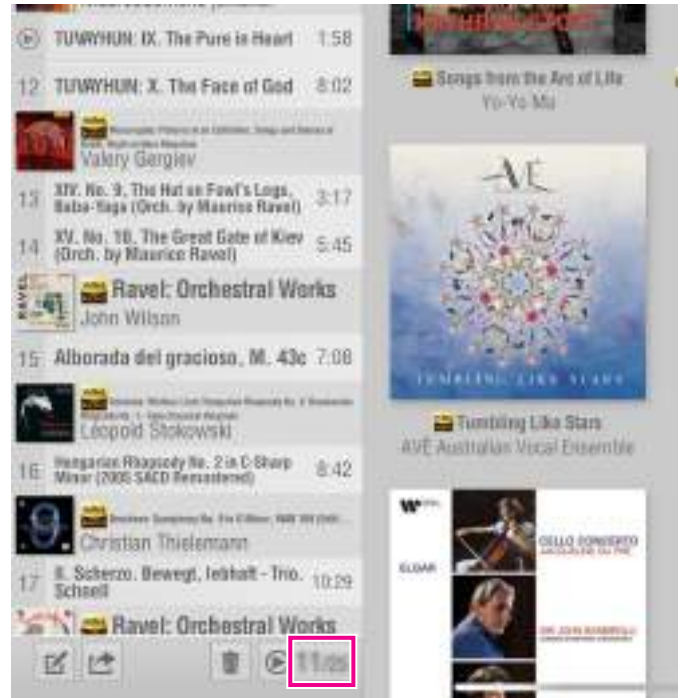 TUVAYHUN: IX. The Pure in Heart 1:58
12 TUVAYHUN: X. The Face of God 8:02
Valery Gergiev
13 XIV. No. 9, The Hut on Fowl's Legs, 3:17
Baba-Yaga (Orch. by Maurice Ravel)
14 XV. No. 10, The Great Gate of Kiev 5:45
(Orch. by Maurice Ravel)
RAVEL
Ravel: Orchestral Works
John Wilson
15 Alborada del gracioso, M. 43c 7:08
Leopold Stokowski
16 Hungarian Rhapsody No. 2 in C-Sharp 8:42
Minor (2005 SACD Remastered)
9
Christian Thielemann
17 II. Scherzo. Bewegt, lebhaft - Trio. 10:29
Schnell
Ravel: Orchestral Works
11/25
Songs from the Arc of Life
Yo-Yo Ma
AVÉ
TUMBLING LIKE STARS
Tumbling Like Stars
AVÉ Australian Vocal Ensemble
ELGAR
CELLO CONCERTO
JACQUELINE DU PRÉ
SIR JOHN BARBIROLLI